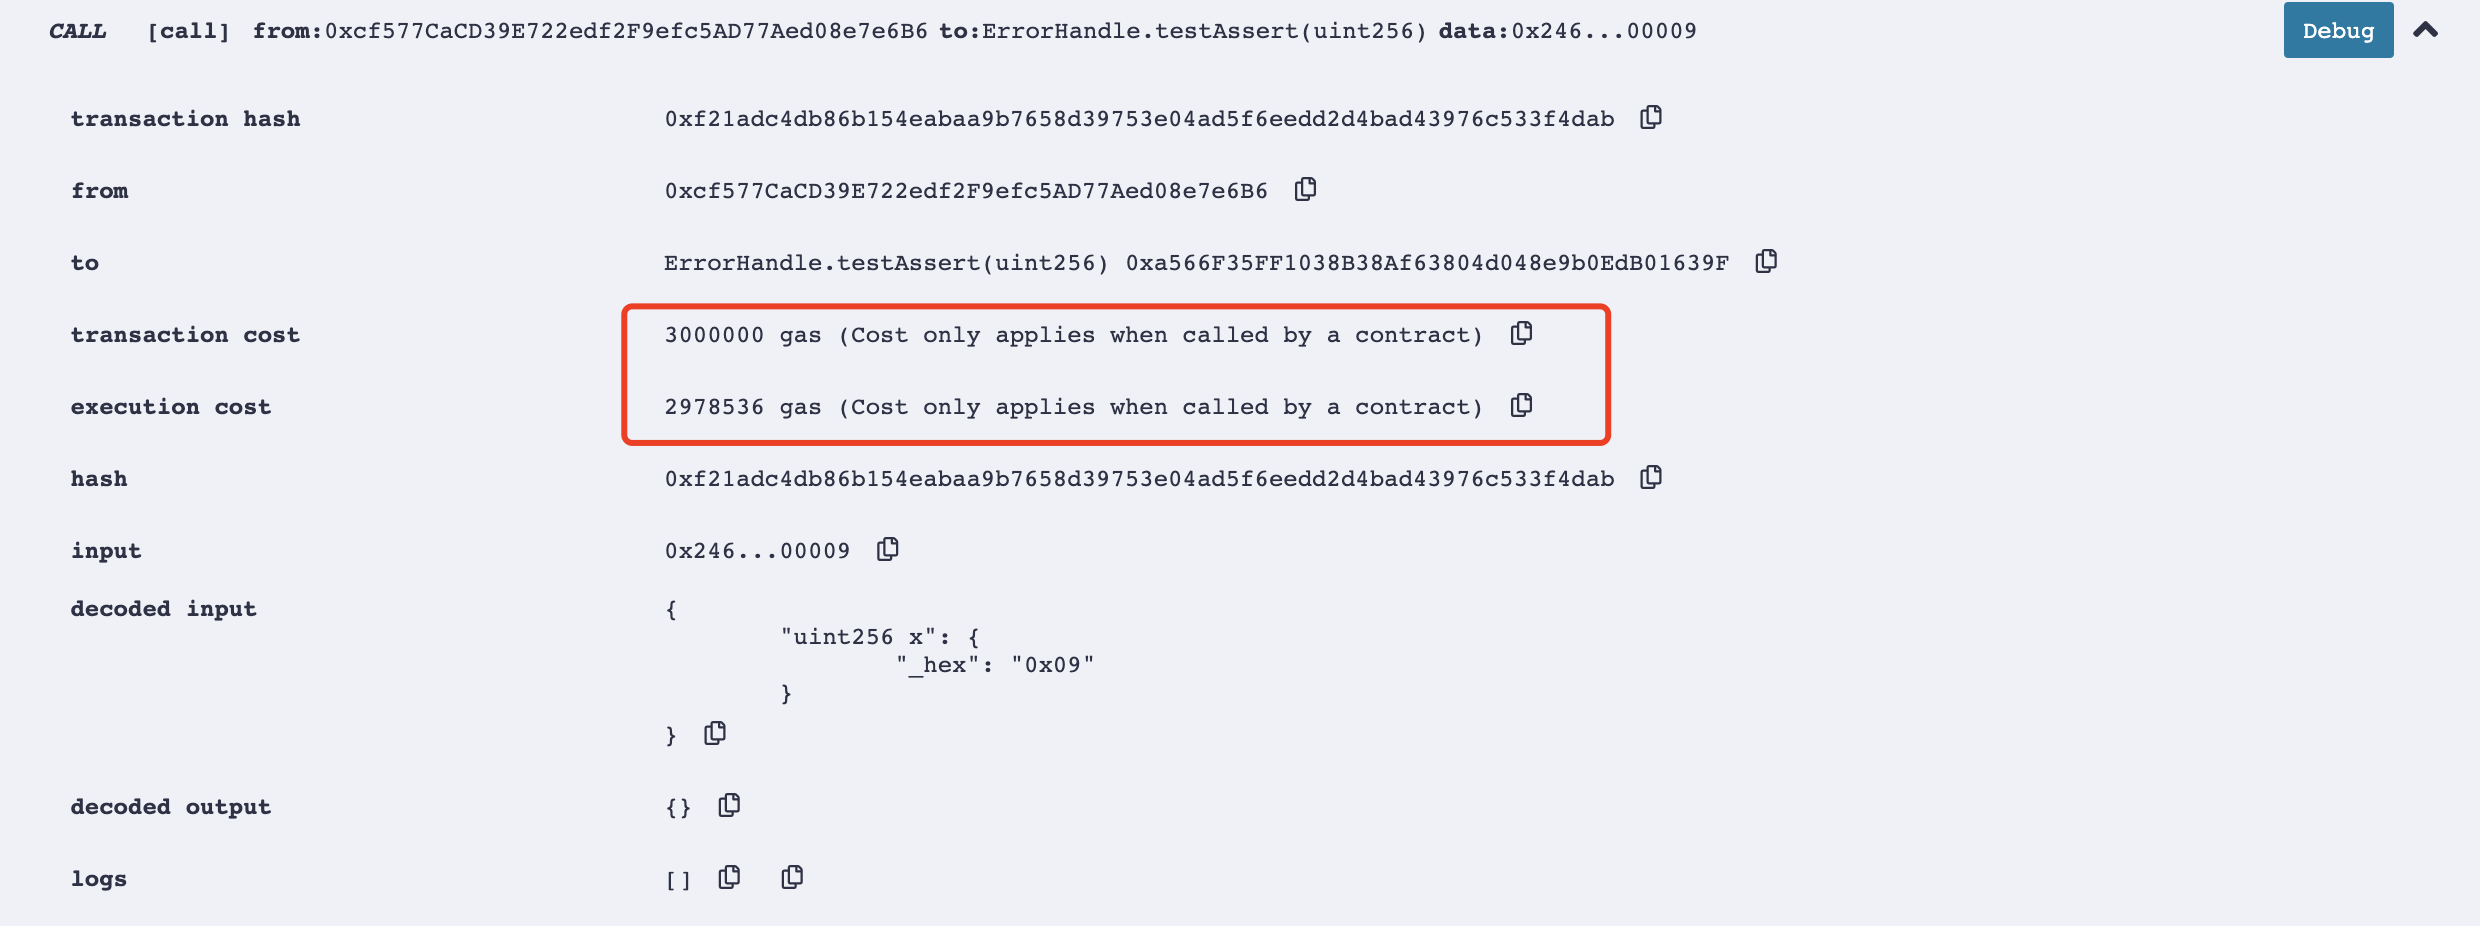 CALL [call] from:0xcf577CaCD39E722edf2F9efc5AD77Aed08e7e6B6 to:ErrorHandle.testAssert(uint256) data:0x246...00009 Debug
transaction hash 0xf21adc4db86b154eabaa9b7658d39753e04ad5f6eedd2d4bad43976c533f4dab
from 0xcf577CaCD39E722edf2F9efc5AD77Aed08e7e6B6
to ErrorHandle.testAssert(uint256) 0xa566F35FF1038B38Af63804d048e9b0EdB01639F
transaction cost 3000000 gas (Cost only applies when called by a contract)
execution cost 2978536 gas (Cost only applies when called by a contract)
hash 0xf21adc4db86b154eabaa9b7658d39753e04ad5f6eedd2d4bad43976c533f4dab
input 0x246...00009
decoded input {
"uint256 x": {
"_hex": "0x09"
}
}
decoded output {}
logs []